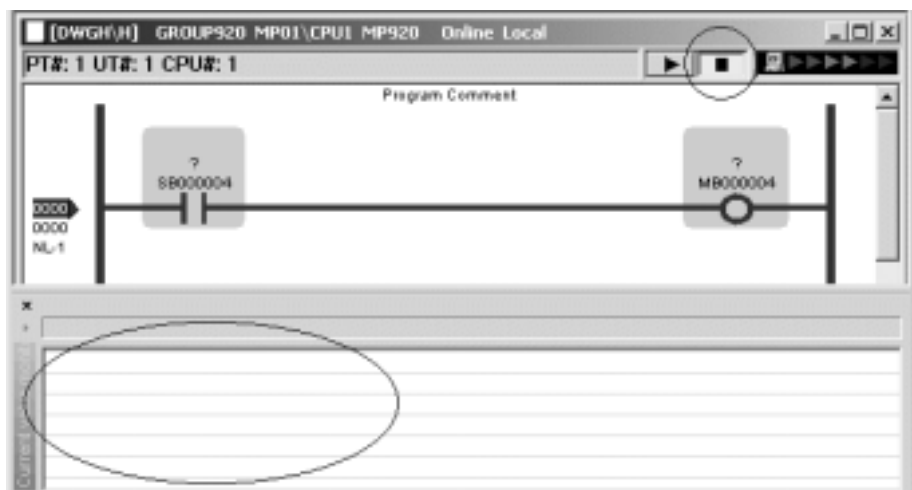 [DWGH\H] GROUP920 MP01\CPU1 MP920 Online Local
PT#: 1 UT#: 1 CPU#: 1
Program Comment
? ?
SB000004 MB000004
0000
0000
NL-1
Current